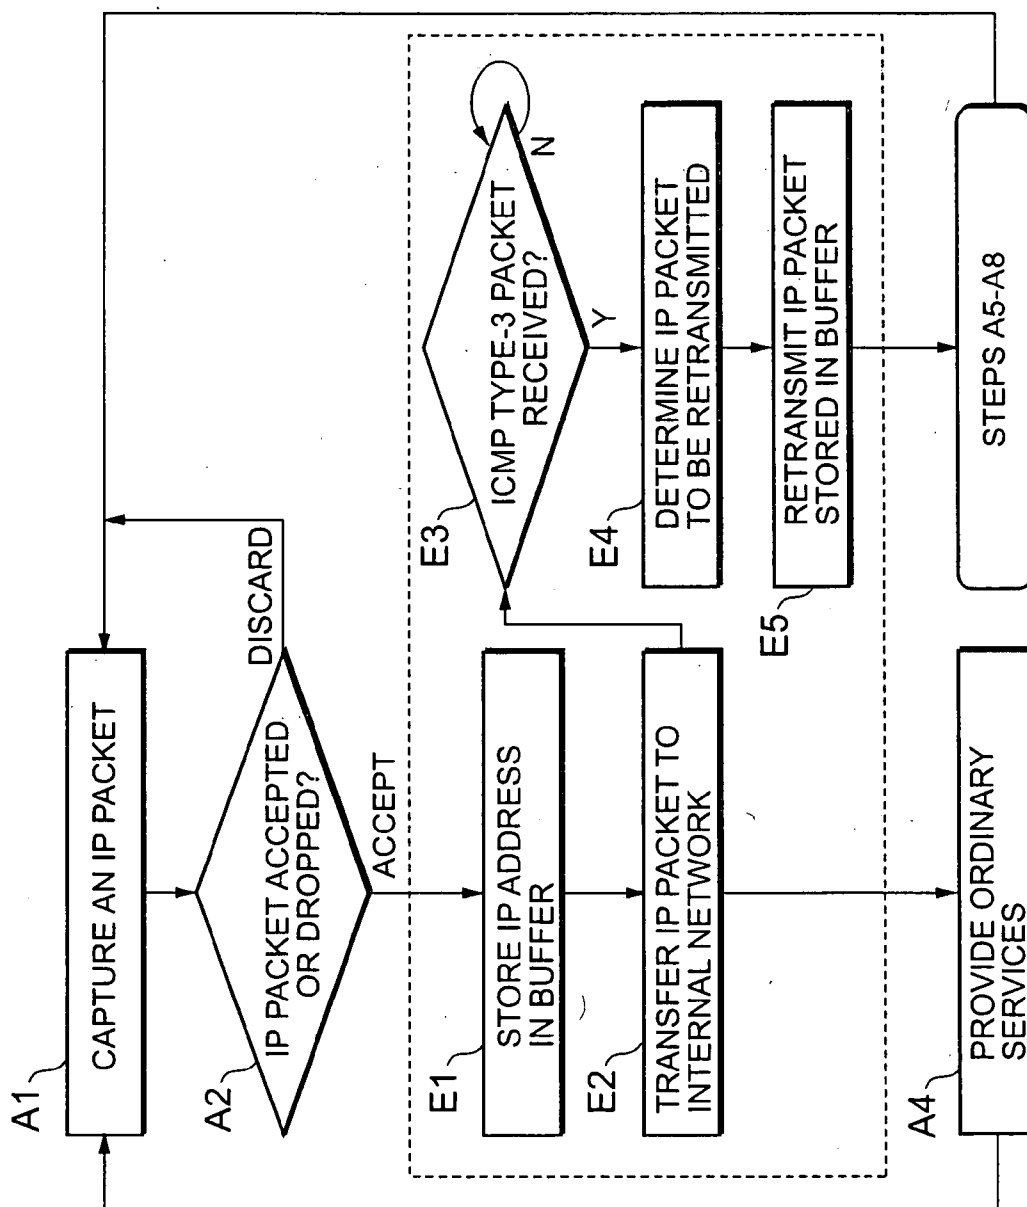 A1
CAPTURE AN IP PACKET
A2
IP PACKET ACCEPTED
OR DROPPED?
DISCARD
ACCEPT
E1
STORE IP ADDRESS
IN BUFFER
E2
TRANSFER IP PACKET TO
INTERNAL NETWORK
A4
PROVIDE ORDINARY
SERVICES
E3
ICMP TYPE-3 PACKET
RECEIVED?
N
Y
E4
DETERMINE IP PACKET
TO BE RETRANSMITTED
E5
RETRANSMIT IP PACKET
STORED IN BUFFER
STEPS A5-A8